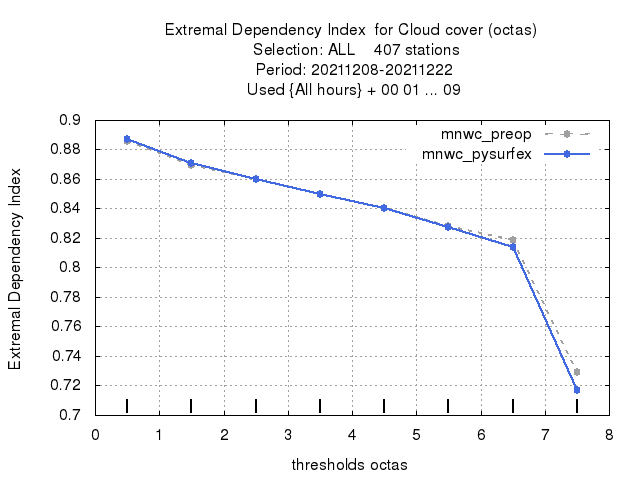 Extremal Dependency Index  for Cloud cover (octas)
Selection: ALL    407 stations
Period: 20211208-20211222
Used {All hours} + 00 01 ... 09
mnwc_preop
mnwc_pysurfex
Extremal Dependency Index
0.9
0.88
0.86
0.84
0.82
0.8
0.78
0.76
0.74
0.72
0.7
0 1 2 3 4 5 6 7 8
thresholds octas